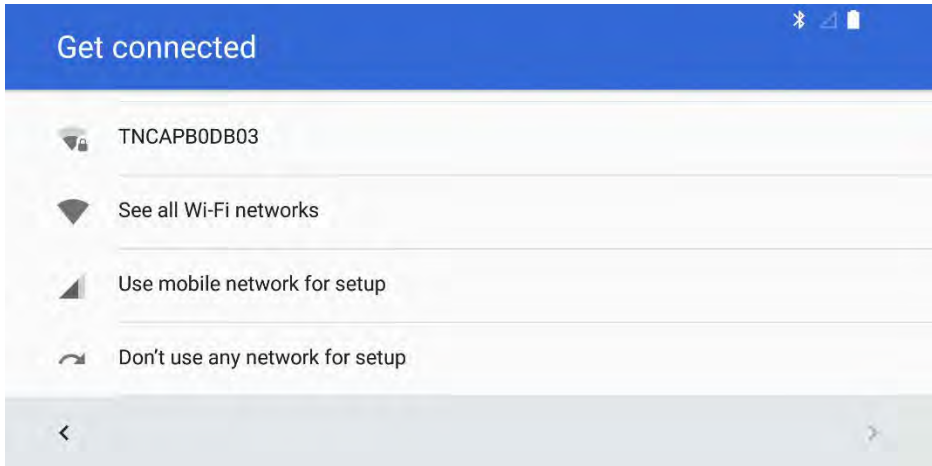 Get connected
TNCAPB0DB03
See all Wi-Fi networks
Use mobile network for setup
Don’t use any network for setup